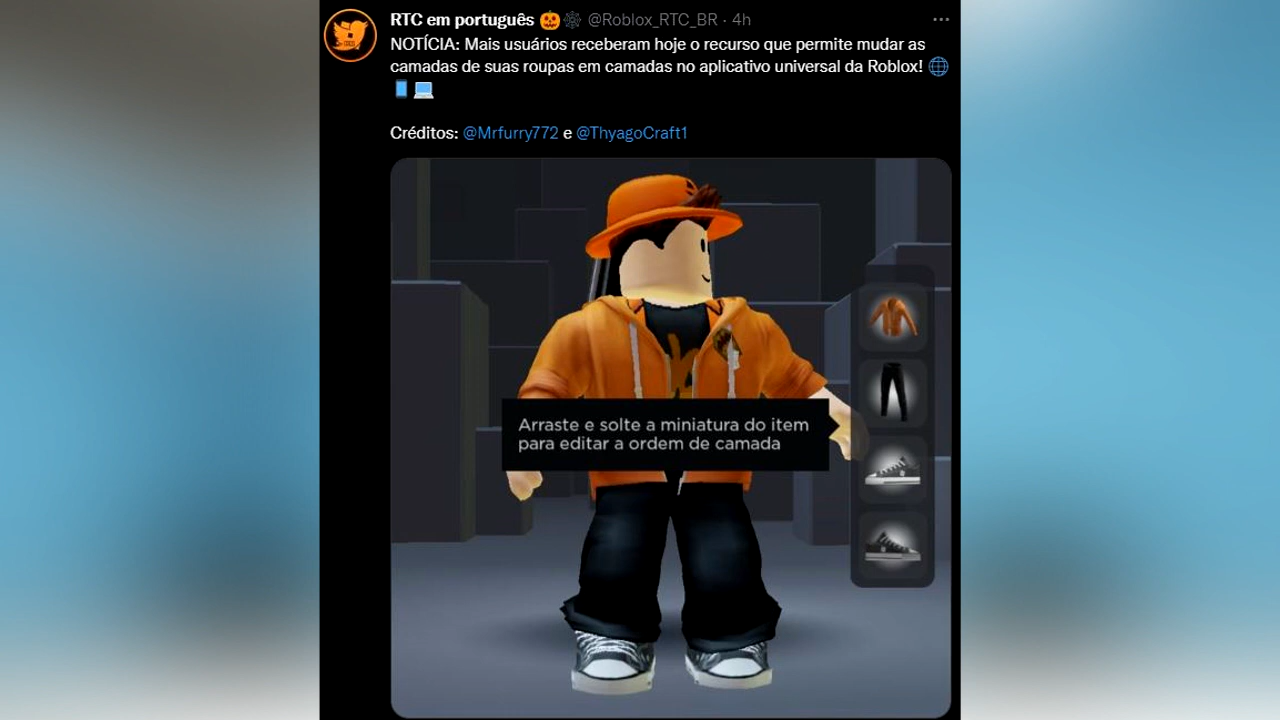 RTC em português 🎃🕸️ @Roblox_RTC_BR · 4h
NOTÍCIA: Mais usuários receberam hoje o recurso que permite mudar as
camadas de suas roupas em camadas no aplicativo universal da Roblox! 🌐
📱💻
Créditos: @Mrfurry772 e @ThyagoCraft1
Arraste e solte a miniatura do item
para editar a ordem de camada